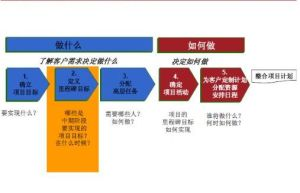 做什么
如何做
了解客户需求决定做什么
决定如何做
1.
确立
项目目标
2.
定义
里程碑目标
3.
分配
高层任务
4.
确定
项目活动
5.
为客户定制计划
分配资源
安排日程
整合项目计划
要实现什么?
哪些是
中期阶段
要实现的
项目目标?
在什么时候?
需要哪些人?
如何做?
项目的
里程碑目标
如何实现
谁将做什么?
何时如何做?